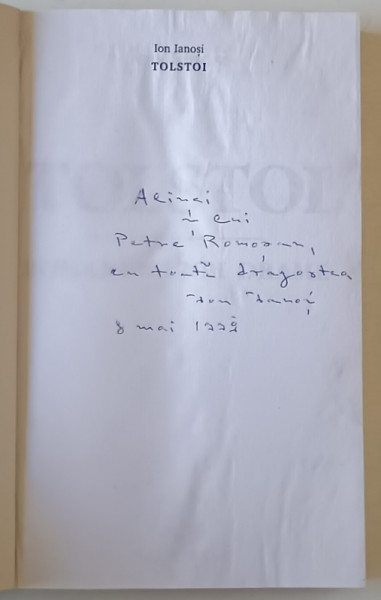 Ion Ianoși
TOLSTOI
Alinei
și lui
Petre Romoșan,
cu toată dragostea
Ion Ianoși
8 mai 1998